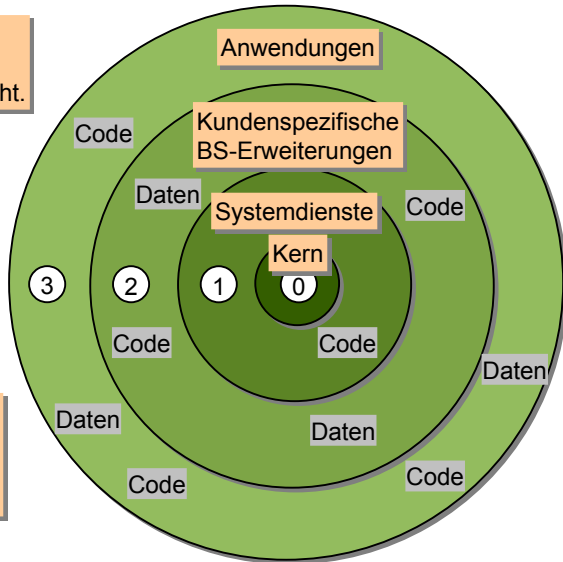 Anwendungen
ht.
Code
Kundenspezifische
BS-Erweiterungen
Daten
Code
Systemdienste
Kern
3
2
1
0
Code
Code
Daten
Daten
Daten
Code
Code